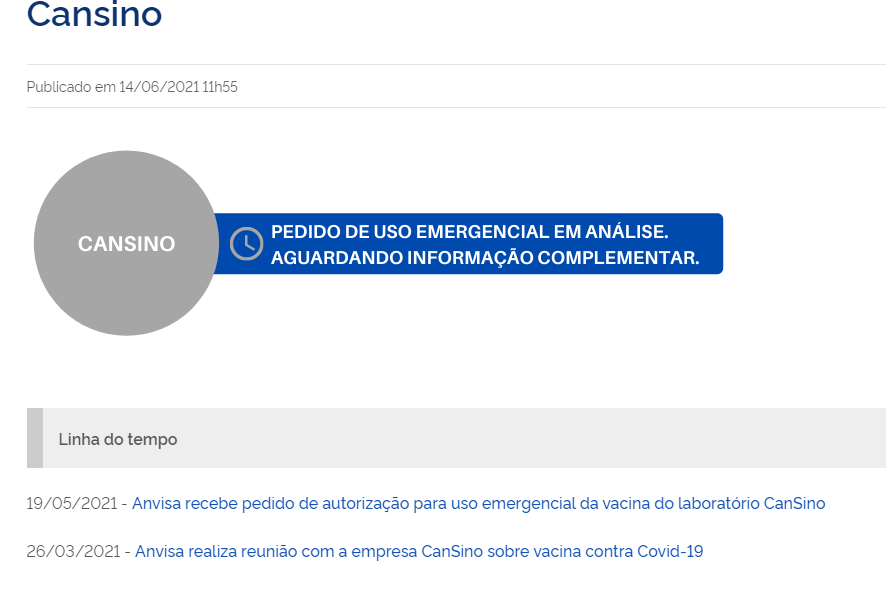 Cansino
Publicado em 14/06/2021 11h55
CANSINO
PEDIDO DE USO EMERGENCIAL EM ANÁLISE.
AGUARDANDO INFORMAÇÃO COMPLEMENTAR.
Linha do tempo
19/05/2021 - Anvisa recebe pedido de autorização para uso emergencial da vacina do laboratório CanSino
26/03/2021 - Anvisa realiza reunião com a empresa CanSino sobre vacina contra Covid-19